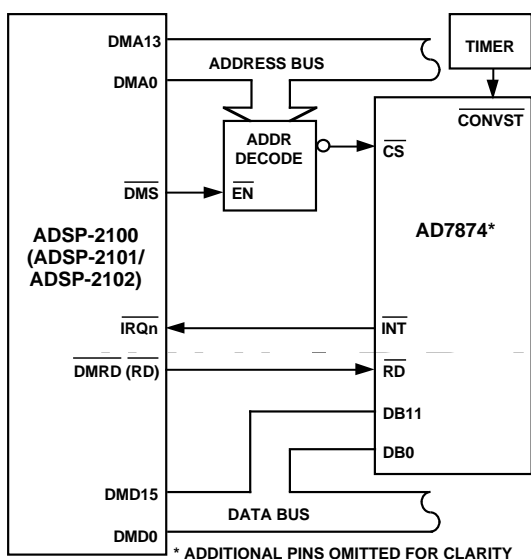 DMA13
ADDRESS BUS
DMA0
TIMER
CONVST
ADDR
DECODE
CS
DMS
EN
ADSP-2100
(ADSP-2101/
ADSP-2102)
AD7874*
IRQn
INT
DMRD (RD)
RD
DB11
DB0
DMD15
DATA BUS
DMD0
* ADDITIONAL PINS OMITTED FOR CLARITY